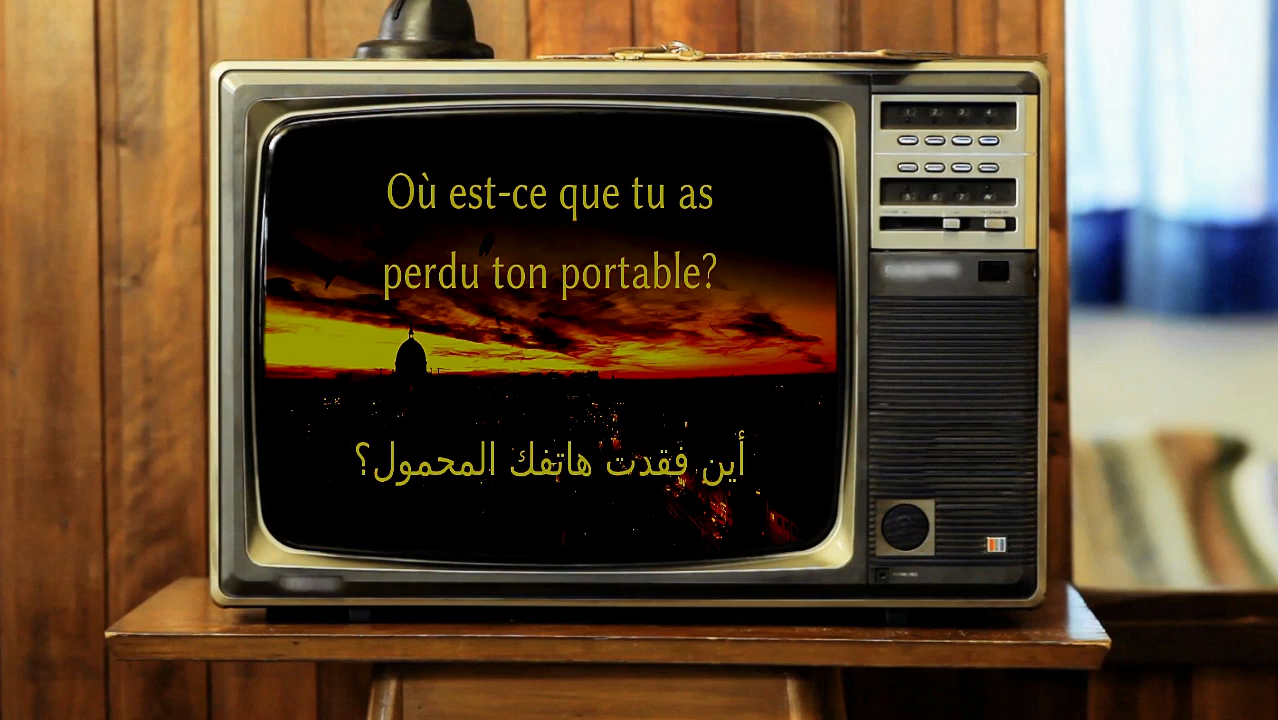 Où est-ce que tu as
perdu ton portable?
أين فقدت هاتفك المحمول؟